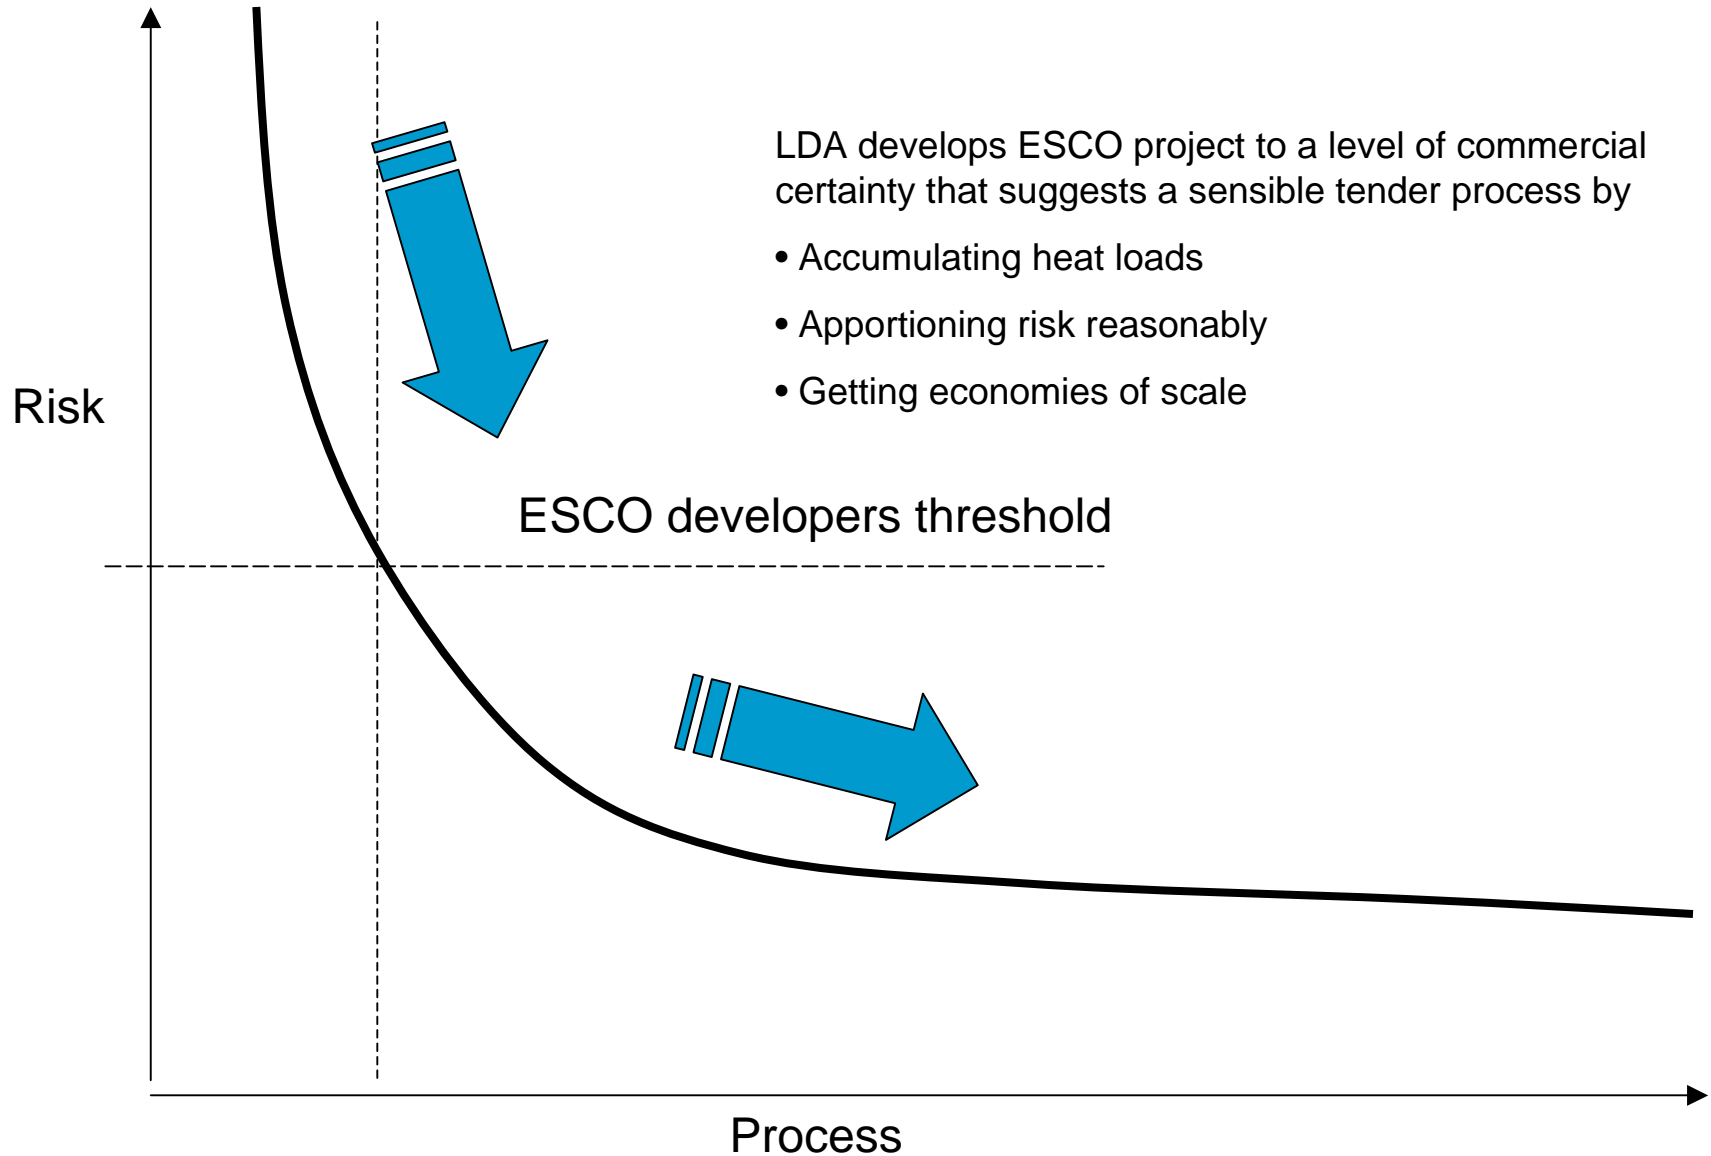 LDA develops ESCO project to a level of commercial
certainty that suggests a sensible tender process by
• Accumulating heat loads
• Apportioning risk reasonably
• Getting economies of scale
Risk
ESCO developers threshold
Process